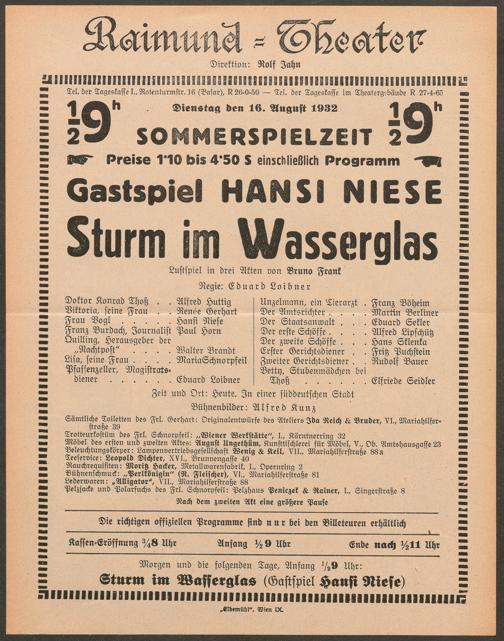 Raimund-Theater
Direktion: Rolf Jahn
Tel. der Tageskasse I., Rotenturmstr. 16 (Basar), R 26-0-50 — Tel. der Tageskasse im Theatergebäude R 27-4-65
1/2 9h Dienstag den 16. August 1932 1/2 9h
SOMMERSPIELZEIT
Preise 1·10 bis 4·50 S einschließlich Programm
Gastspiel HANSI NIESE
Sturm im Wasserglas
Lustspiel in drei Akten von Bruno Frank
Regie: Eduard Loibner
Doktor Konrad Thoß . . Alfred Huttig
Viktoria, seine Frau . . . Renée Gerhart
Frau Vogl . . . . . Hansi Niese
Franz Burdach, Journalist Paul Horn
Quilling, Herausgeber der
„Nachtpost" . . . . Walter Brandt
Lisa, seine Frau . . . . Maria Schnorpfeil
Pfaffenzeller, Magistrats-
diener . . . . . . Eduard Loibner
Unzelmann, ein Tierarzt . Franz Böheim
Der Amtsrichter . . . . Martin Berliner
Der Staatsanwalt . . . Eduard Sekler
Der erste Schöffe . . . Alfred Lipschütz
Der zweite Schöffe . . . Hans Sklenka
Erster Gerichtsdiener . . Fritz Puchstein
Zweiter Gerichtsdiener . Rudolf Bauer
Betty, Stubenmädchen bei
Thoß . . . . . . Elfriede Seidler
Zeit und Ort: Heute. In einer süddeutschen Stadt
Bühnenbilder: Alfred Kunz
Sämtliche Toiletten des Frl. Gerhart: Originalentwürfe des Ateliers Ida Reich & Bruder, VI., Mariahilfer-
straße 39
Trotteurkostüm des Frl. Schnorpfeil: „Wiener Werkstätte", I., Kärntnerring 32
Möbel des ersten und zweiten Aktes: August Ungethüm, Kunsttischlerei für Möbel, V., Ob. Amtshausgasse 23
Beleuchtungskörper: Lampenvertriebsgesellschaft Wenig & Keil, VII., Mariahilferstraße 88a
Teeservice: Leopold Dichter, XVI., Brunnengasse 40
Rauchrequisiten: Moritz Hacker, Metallwarenfabrik, I., Opernring 2
Bühnenschmuck: „Perlkönigin" (R. Fleischer), VI., Mariahilferstraße 81
Lederwaren: „Alligator", VII., Mariahilferstraße 88
Pelzjacke und Polarfuchs des Frl. Schnorpfeil: Pelzhaus Peniczek & Rainer, I., Singerstraße 8
Nach dem zweiten Akt eine größere Pause
Die richtigen offiziellen Programme sind nur bei den Billeteuren erhältlich
Kassen-Eröffnung 3/4 8 Uhr Anfang 1/2 9 Uhr Ende nach 1/2 11 Uhr
Morgen und die folgenden Tage, Anfang 1/2 9 Uhr:
Sturm im Wasserglas (Gastspiel Hansi Niese)
„Elbemühl", Wien IX.